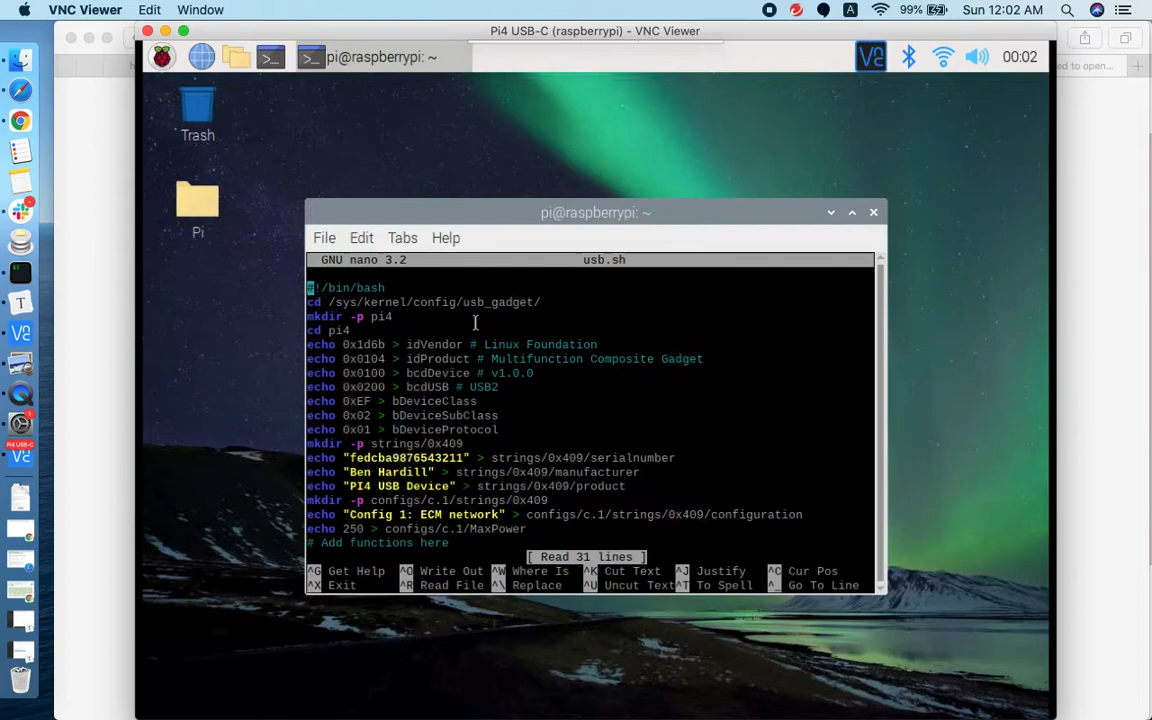 VNC Viewer Edit Window
A 99% Sun 12:02 AM
Pi4 USB-C (raspberrypi) - VNC Viewer
pi@raspberrypi: ~
00:02
ed to open...
Trash
Pi
pi@raspberrypi: ~
File Edit Tabs Help
GNU nano 3.2 usb.sh
#!/bin/bash
cd /sys/kernel/config/usb_gadget/
mkdir -p pi4
cd pi4
echo 0x1d6b > idVendor # Linux Foundation
echo 0x0104 > idProduct # Multifunction Composite Gadget
echo 0x0100 > bcdDevice # v1.0.0
echo 0x0200 > bcdUSB # USB2
echo 0xEF > bDeviceClass
echo 0x02 > bDeviceSubClass
echo 0x01 > bDeviceProtocol
mkdir -p strings/0x409
echo "fedcba9876543211" > strings/0x409/serialnumber
echo "Ben Hardill" > strings/0x409/manufacturer
echo "PI4 USB Device" > strings/0x409/product
mkdir -p configs/c.1/strings/0x409
echo "Config 1: ECM network" > configs/c.1/strings/0x409/configuration
echo 250 > configs/c.1/MaxPower
# Add functions here
[ Read 31 lines ]
^G Get Help ^O Write Out ^W Where Is ^K Cut Text ^J Justify ^C Cur Pos
^X Exit ^R Read File ^\ Replace ^U Uncut Text ^T To Spell ^_ Go To Line
PI4 USB-C